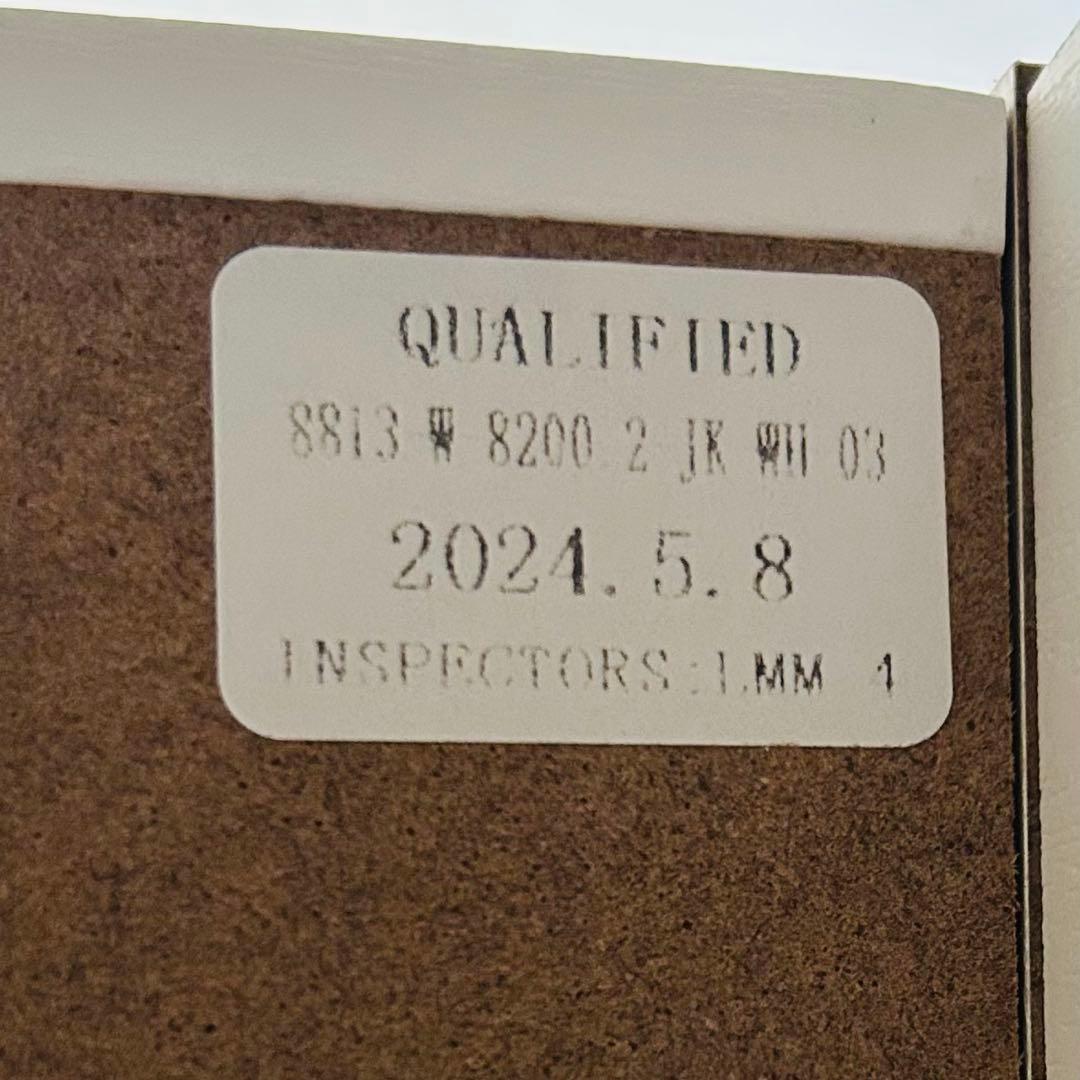 QUALIFIED
8813 W 8200 2 JK WH 03
2024.5.8
INSPECTORS:LMM 4